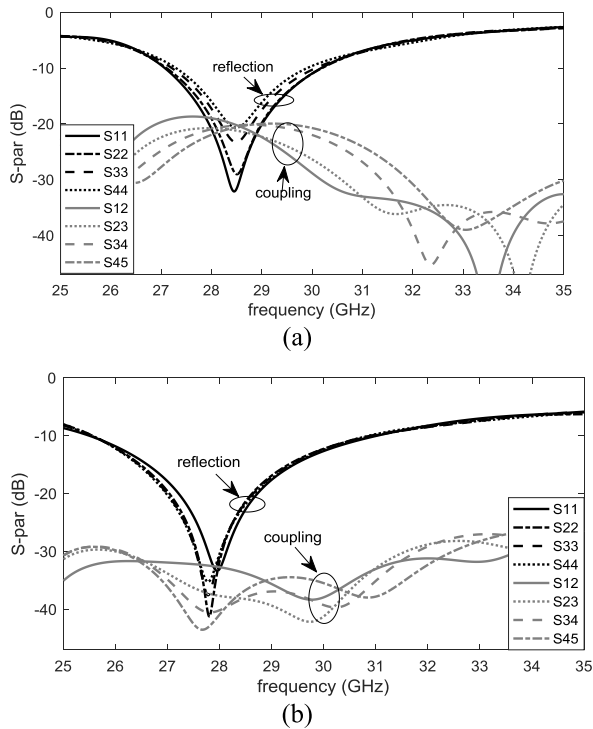 0
-10
-20
-30
-40
S-par (dB)
reflection
coupling
S11
S22
S33
S44
S12
S23
S34
S45
25 26 27 28 29 30 31 32 33 34 35
frequency (GHz)
(a)
0
-10
-20
-30
-40
S-par (dB)
reflection
coupling
S11
S22
S33
S44
S12
S23
S34
S45
25 26 27 28 29 30 31 32 33 34 35
frequency (GHz)
(b)